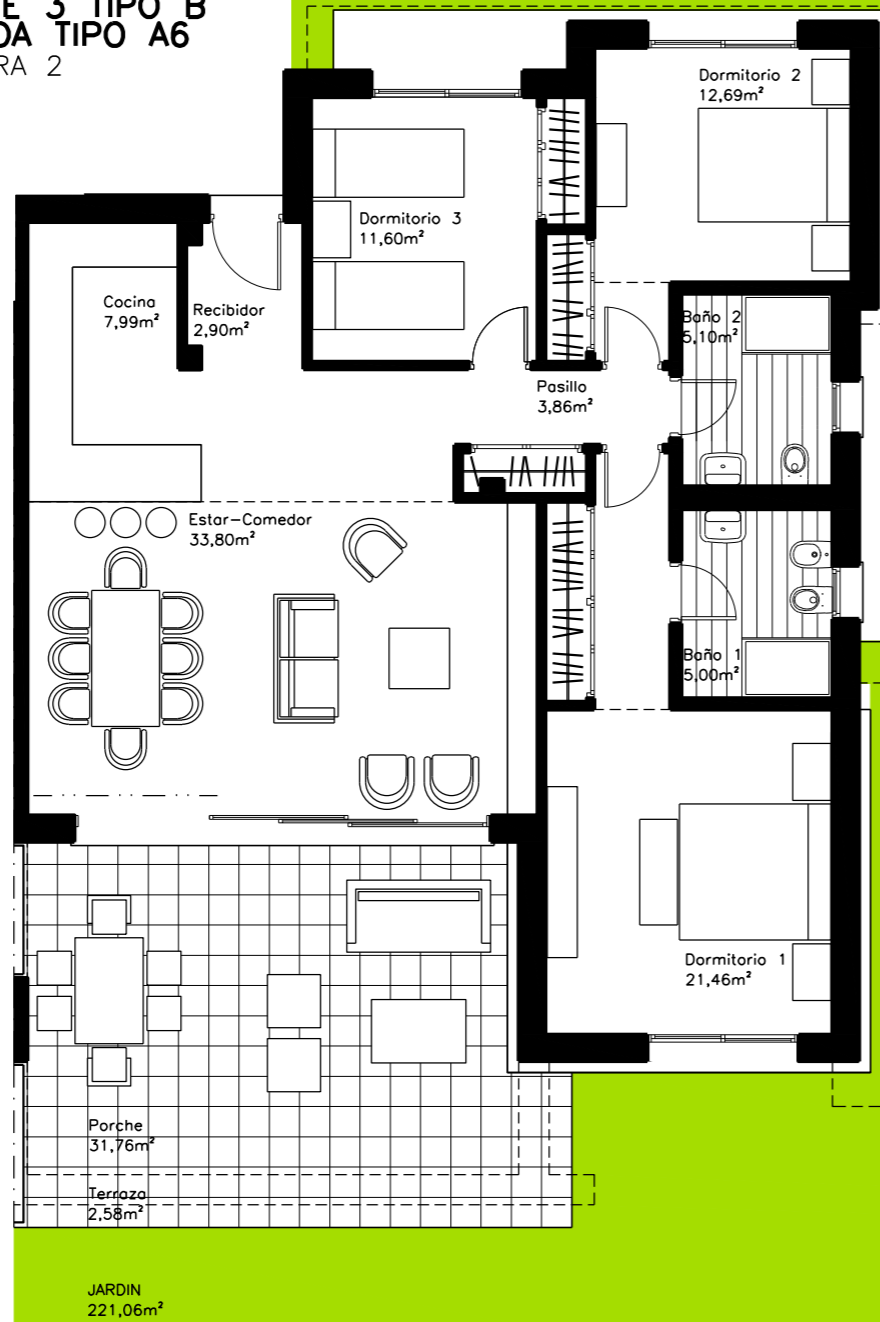 E 3 TIPO B
DA TIPO A6
RA 2
Dormitorio 2
12,69m²
Dormitorio 3
11,60m²
Cocina
7,99m²
Recibidor
2,90m²
Baño 2
5,10m²
Pasillo
3,86m²
Estar-Comedor
33,80m²
Baño 1
5,00m²
Dormitorio 1
21,46m²
Porche
31,76m²
Terraza
2,58m²
JARDIN
221,06m²